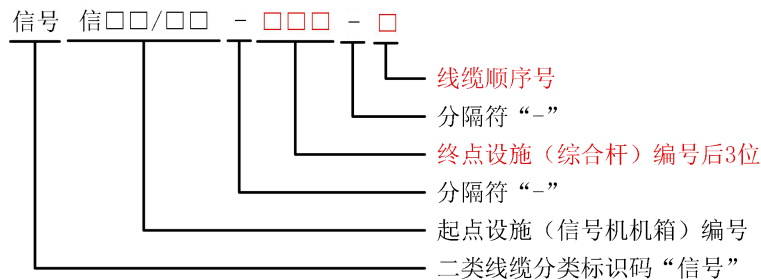 信号 信□□/□□ - □□□ - □
线缆顺序号
分隔符“-”
终点设施（综合杆）编号后3位
分隔符“-”
起点设施（信号机机箱）编号
二类线缆分类标识码“信号”